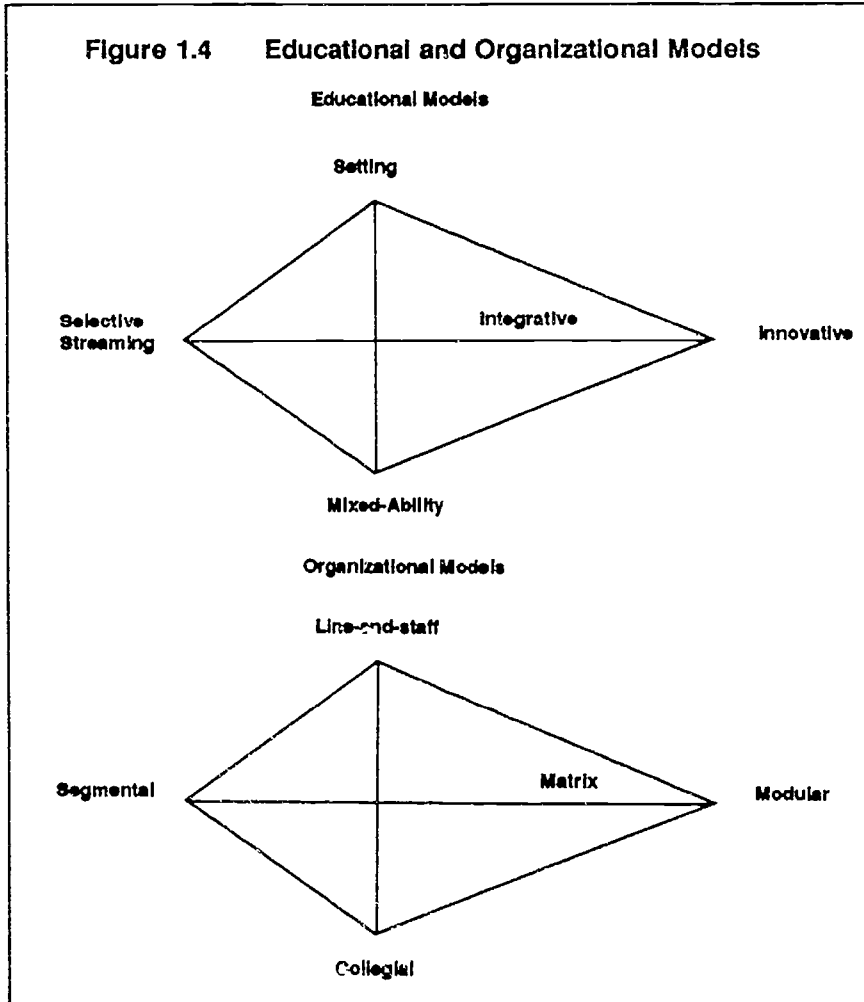 Figure 1.4 Educational and Organizational Models
Educational Models
Setting
Selective
Streaming
Integrative
Innovative
Mixed-Ability
Organizational Models
Line-and-staff
Segmental
Matrix
Modular
Collegial